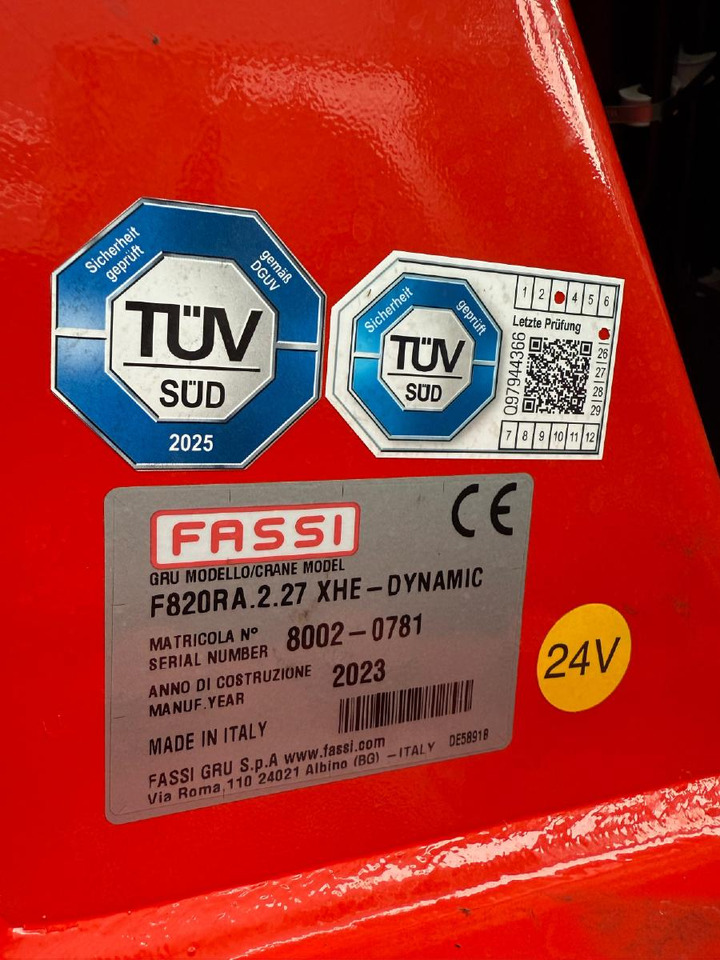 Sicherheit
geprüft
gemäß
DGUV
TÜV
SÜD
2025
Sicherheit
geprüft
TÜV
SÜD
1 2 4 5 6
Letzte Prüfung
Q97944366
26
27
28
29
7 8 9 10 11 12
FASSI
CE
GRU MODELLO/CRANE MODEL
F820RA.2.27 XHE-DYNAMIC
MATRICOLA Nº
SERIAL NUMBER
8002-0781
ANNO DI COSTRUZIONE
MANUF.YEAR
2023
MADE IN ITALY
FASSI GRU S.p.A www.fassi.com
Via Roma,110 24021 Albino (BG) -ITALY
DE58918
24V